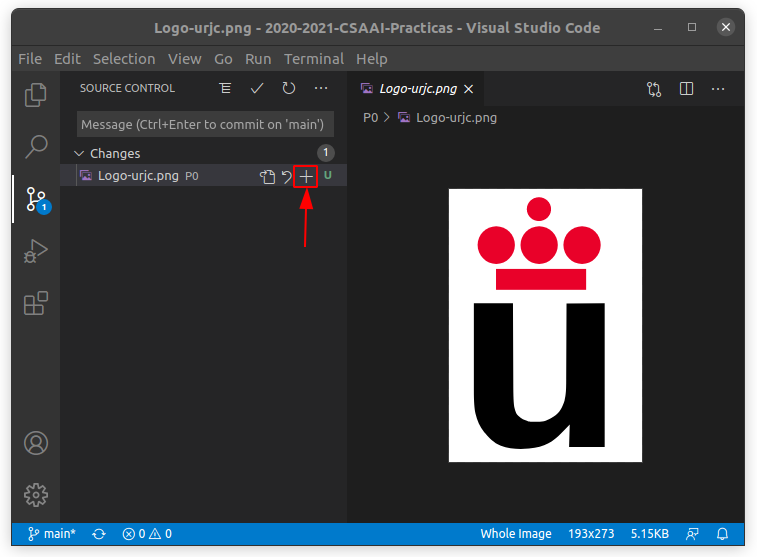 Logo-urjc.png - 2020-2021-CSAAI-Practicas - Visual Studio Code
File Edit Selection View Go Run Terminal Help
SOURCE CONTROL
Message (Ctrl+Enter to commit on 'main')
Changes 1
Logo-urjc.png P0 U
1
Logo-urjc.png
P0 > Logo-urjc.png
u
main* 0 0 Whole Image 193x273 5.15KB